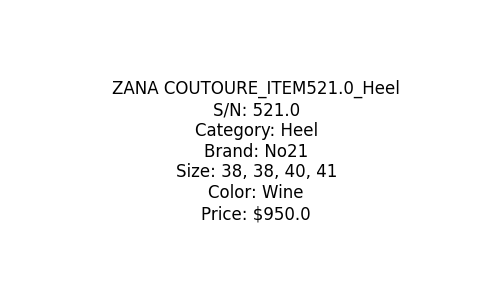 ZANA COUTOURE_ITEM521.0_Heel
S/N: 521.0
Category: Heel
Brand: No21
Size: 38, 38, 40, 41
Color: Wine
Price: $950.0